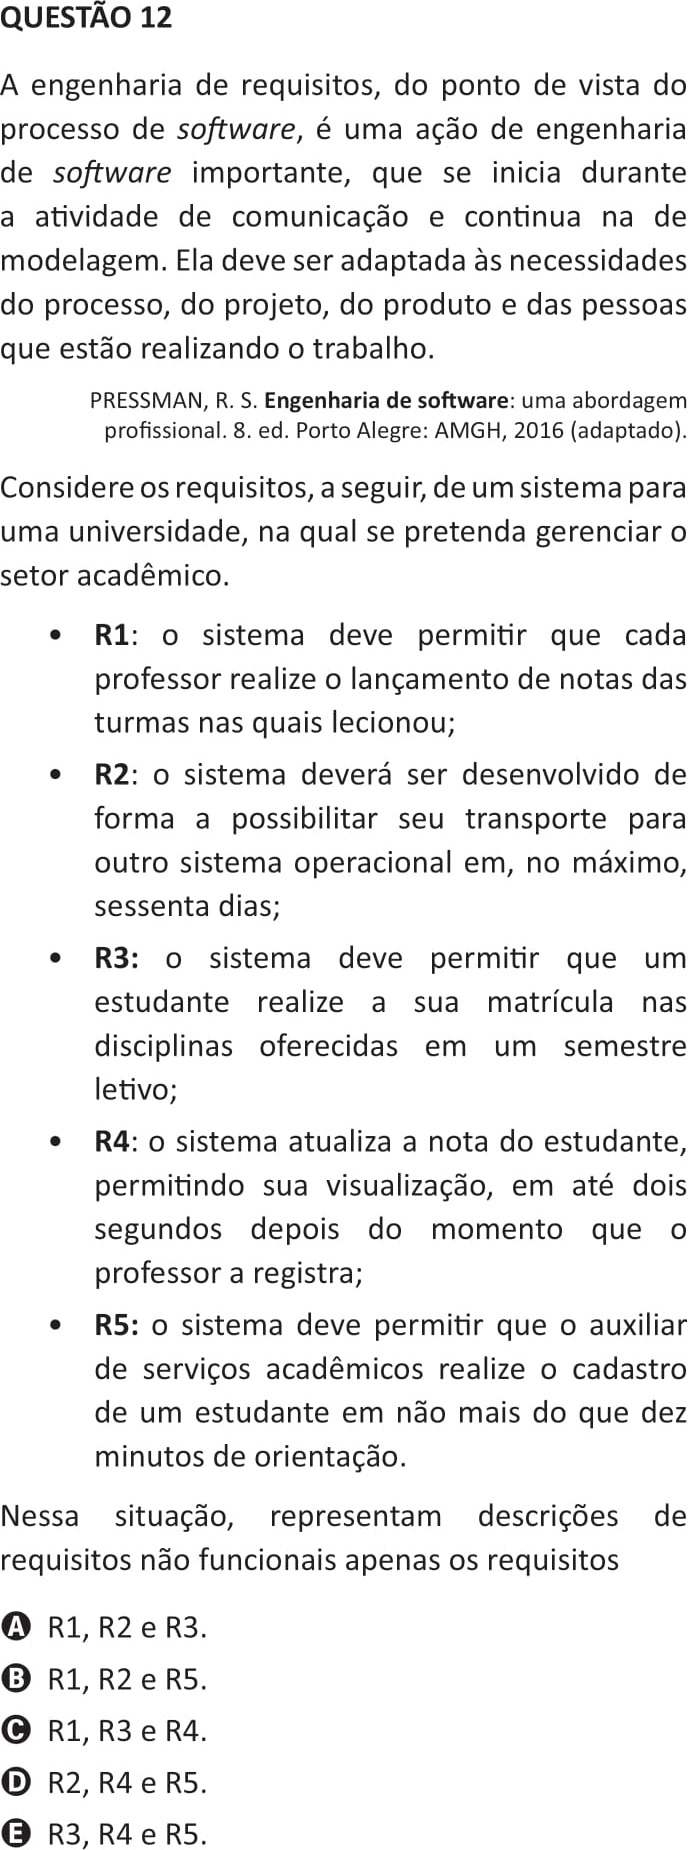 QUESTÃO 12
A engenharia de requisitos, do ponto de vista do
processo de software, é uma ação de engenharia
de software importante, que se inicia durante
a atividade de comunicação e continua na de
modelagem. Ela deve ser adaptada às necessidades
do processo, do projeto, do produto e das pessoas
que estão realizando o trabalho.
PRESSMAN, R. S. Engenharia de software: uma abordagem
profissional. 8. ed. Porto Alegre: AMGH, 2016 (adaptado).
Considere os requisitos, a seguir, de um sistema para
uma universidade, na qual se pretenda gerenciar o
setor acadêmico.
• R1: o sistema deve permitir que cada
professor realize o lançamento de notas das
turmas nas quais lecionou;
• R2: o sistema deverá ser desenvolvido de
forma a possibilitar seu transporte para
outro sistema operacional em, no máximo,
sessenta dias;
• R3: o sistema deve permitir que um
estudante realize a sua matrícula nas
disciplinas oferecidas em um semestre
letivo;
• R4: o sistema atualiza a nota do estudante,
permitindo sua visualização, em até dois
segundos depois do momento que o
professor a registra;
• R5: o sistema deve permitir que o auxiliar
de serviços acadêmicos realize o cadastro
de um estudante em não mais do que dez
minutos de orientação.
Nessa situação, representam descrições de
requisitos não funcionais apenas os requisitos
A R1, R2 e R3.
B R1, R2 e R5.
C R1, R3 e R4.
D R2, R4 e R5.
E R3, R4 e R5.